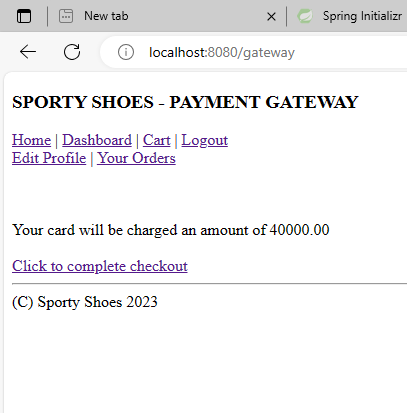 New tab
Spring Initializr
localhost:8080/gateway
SPORTY SHOES - PAYMENT GATEWAY
Home | Dashboard | Cart | Logout
Edit Profile | Your Orders
Your card will be charged an amount of 40000.00
Click to complete checkout
(C) Sporty Shoes 2023